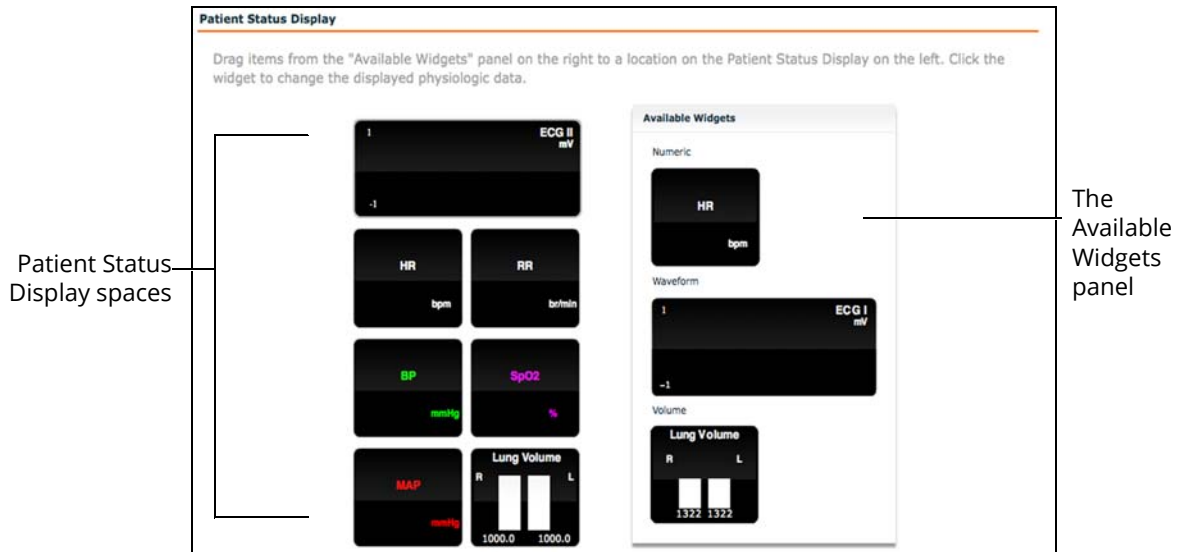 Patient Status Display
Drag items from the "Available Widgets" panel on the right to a location on the Patient Status Display on the left. Click the
widget to change the displayed physiologic data.
Patient Status
Display spaces
1
ECG II
mV
-1
HR
bpm
RR
br/min
BP
mmHg
SpO2
%
MAP
mmHg
Lung Volume
R
L
1000.0
1000.0
Available Widgets
Numeric
HR
bpm
Waveform
1
ECG I
mV
-1
Volume
Lung Volume
R
L
1322
1322
The
Available
Widgets
panel